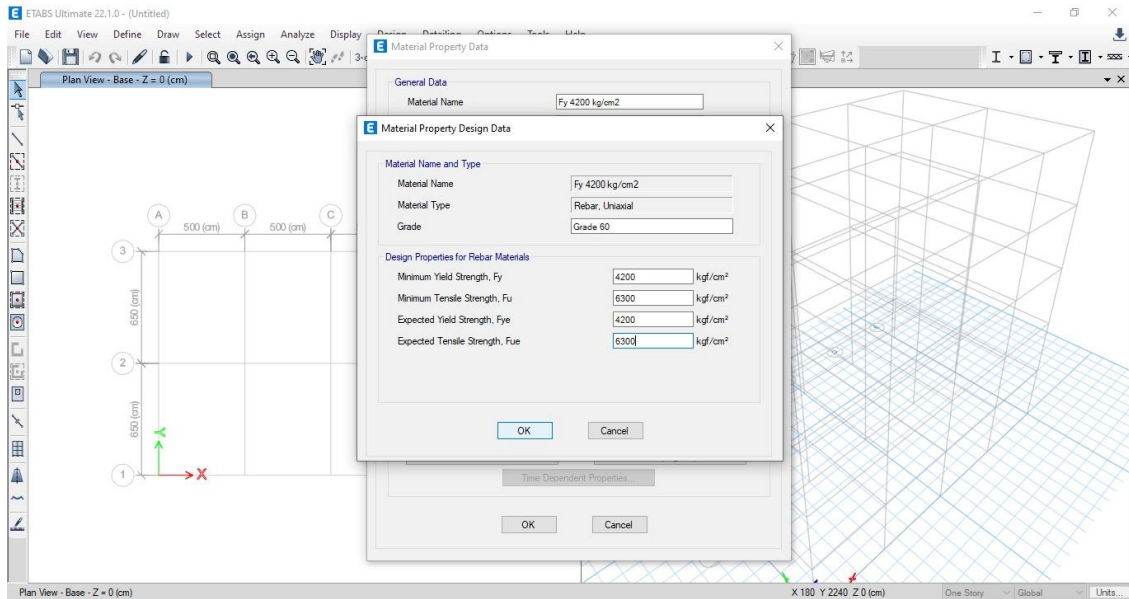 ETABS Ultimate 22.1.0 - (Untitled)
File Edit View Define Draw Select Assign Analyze Display Design Detailing Options Tools Help
Plan View - Base - Z = 0 (cm)
Material Property Data
General Data
Material Name Fy 4200 kg/cm2
Material Property Design Data
Material Name and Type
Material Name Fy 4200 kg/cm2
Material Type Rebar, Uniaxial
Grade Grade 60
Design Properties for Rebar Materials
Minimum Yield Strength, Fy 4200 kgf/cm²
Minimum Tensile Strength, Fu 6300 kgf/cm²
Expected Yield Strength, Fye 4200 kgf/cm²
Expected Tensile Strength, Fue 6300 kgf/cm²
OK Cancel
Time Dependent Properties...
OK Cancel
A B C
500 (cm) 500 (cm)
3
650 (cm)
2
650 (cm)
Y
1 X
Plan View - Base - Z = 0 (cm) X 180 Y 2240 Z 0 (cm) One Story Global Units...